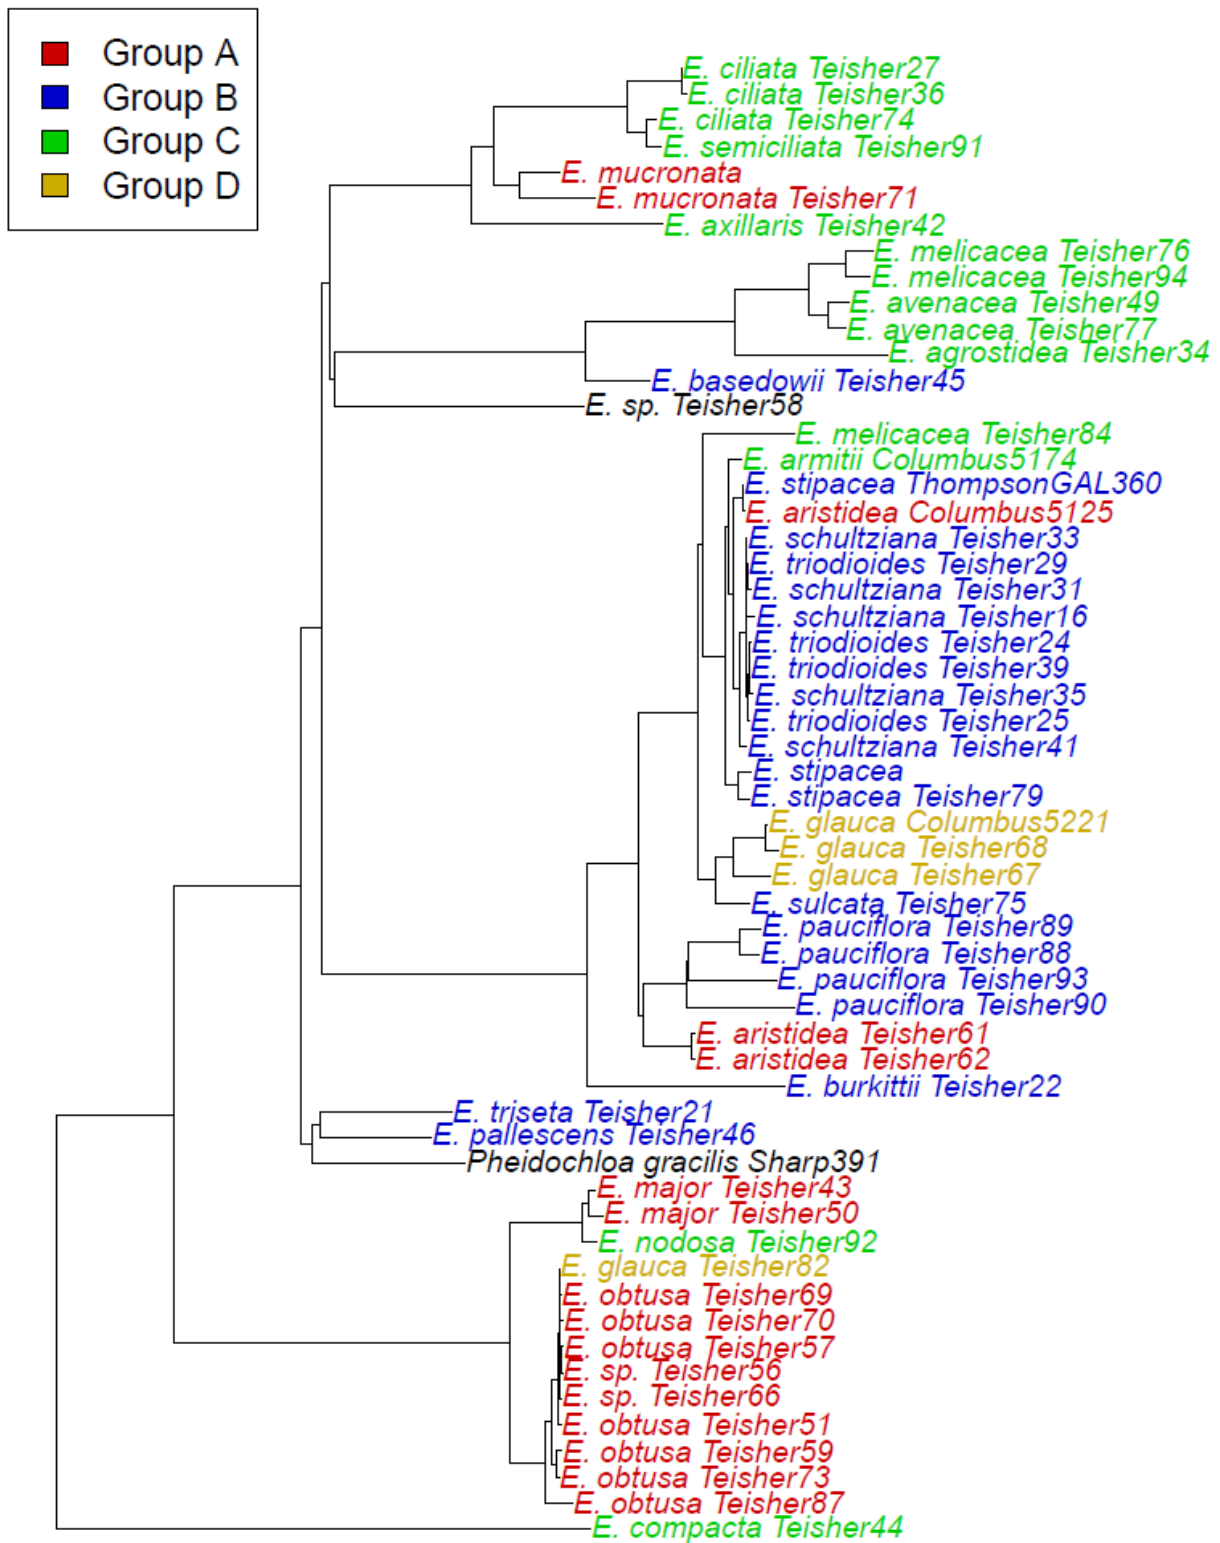 Group A
Group B
Group C
Group D
E. ciliata Teisher27
E. ciliata Teisher36
E. ciliata Teisher74
E. semiciliata Teisher91
E. mucronata
E. mucronata Teisher71
E. axillaris Teisher42
E. melicacea Teisher76
E. melicacea Teisher94
E. avenacea Teisher49
E. avenacea Teisher77
E. agrostidea Teisher34
E. basedowii Teisher45
E. sp. Teisher58
E. melicacea Teisher84
E. armitii Columbus5174
E. stipacea ThompsonGAL360
E. aristidea Columbus5125
E. schultziana Teisher33
E. triodioides Teisher29
E. schultziana Teisher31
E. schultziana Teisher16
E. triodioides Teisher24
E. triodioides Teisher39
E. schultziana Teisher35
E. triodioides Teisher25
E. schultziana Teisher41
E. stipacea
E. stipacea Teisher79
E. glauca Columbus5221
E. glauca Teisher68
E. glauca Teisher67
E. sulcata Teisher75
E. pauciflora Teisher89
E. pauciflora Teisher88
E. pauciflora Teisher93
E. pauciflora Teisher90
E. aristidea Teisher61
E. aristidea Teisher62
E. burkittii Teisher22
E. triseta Teisher21
E. pallescens Teisher46
Pheidochloa gracilis Sharp391
E. major Teisher43
E. major Teisher50
E. nodosa Teisher92
E. glauca Teisher82
E. obtusa Teisher69
E. obtusa Teisher70
E. obtusa Teisher57
E. sp. Teisher56
E. sp. Teisher66
E. obtusa Teisher51
E. obtusa Teisher59
E. obtusa Teisher73
E. obtusa Teisher87
E. compacta Teisher44